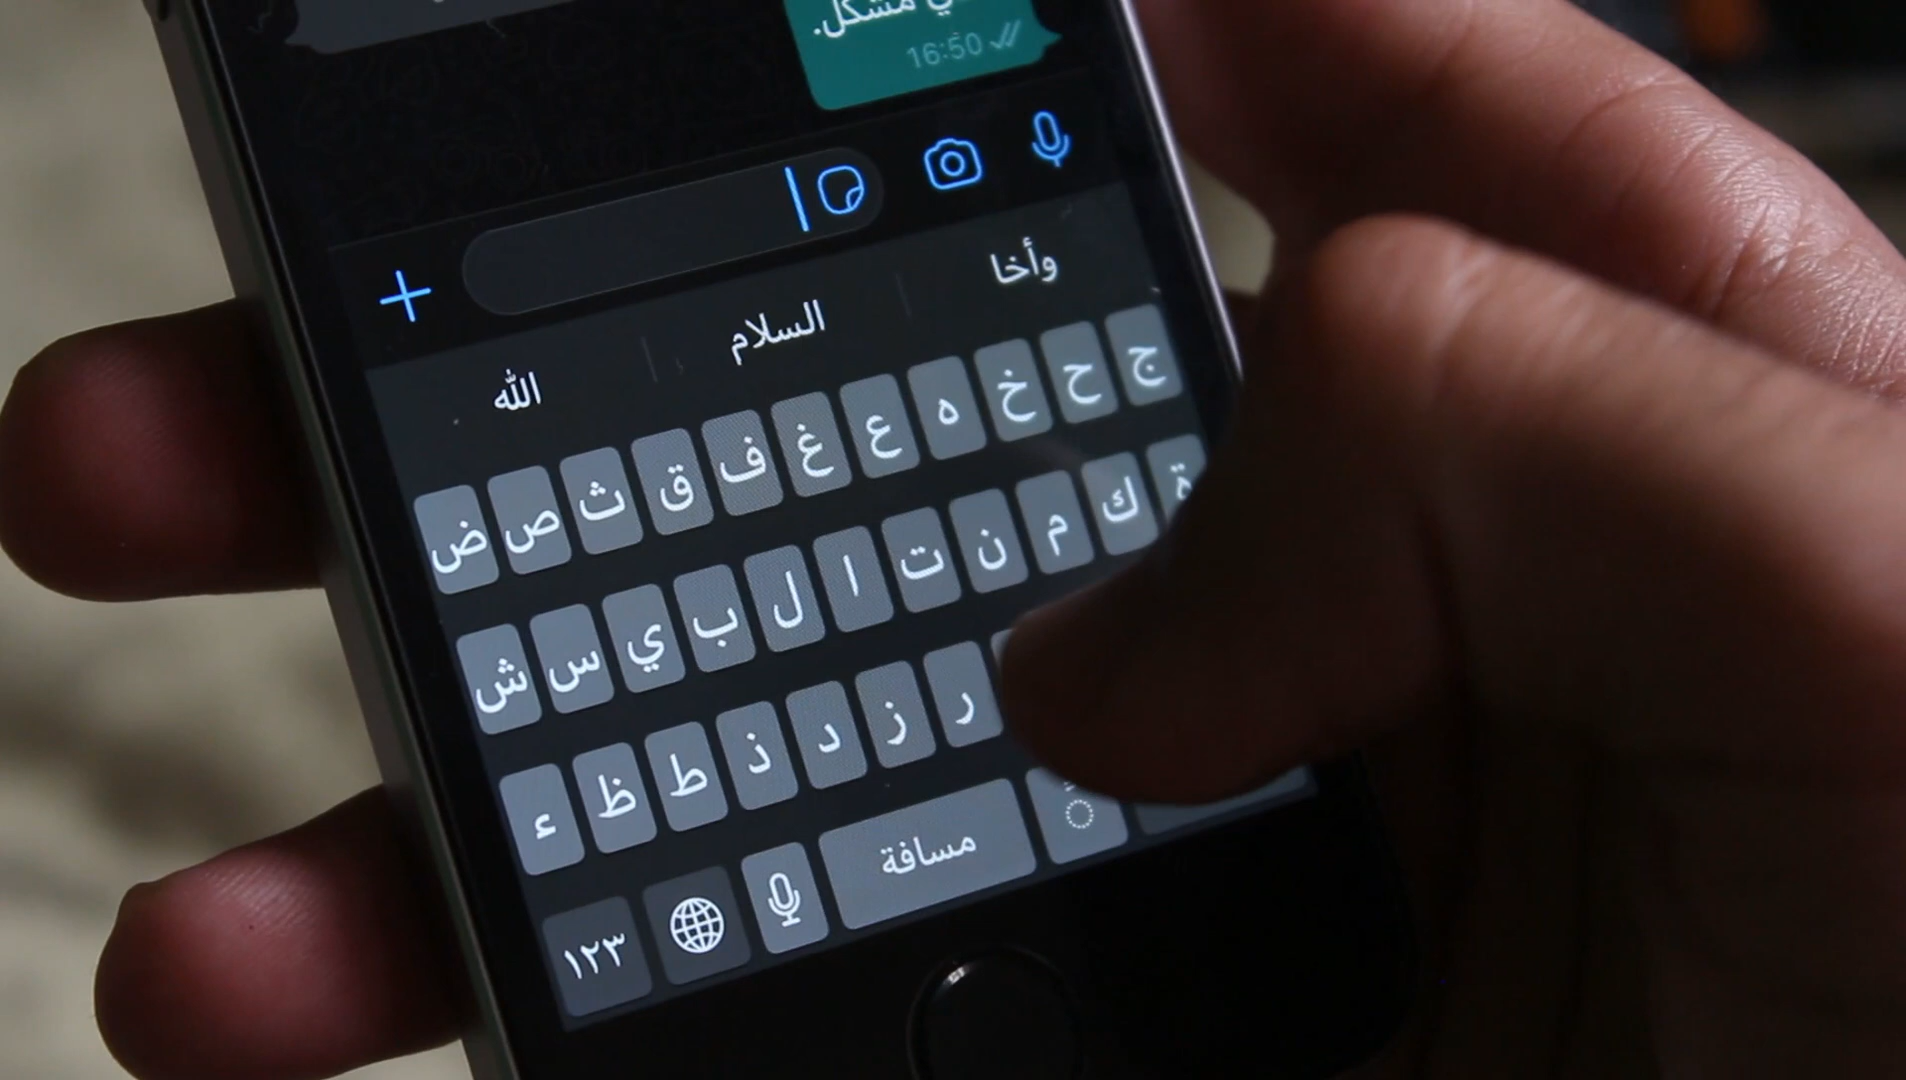 مشكل.
16:50
وأخا السلام الله
ض ص ث ق ف غ ع ه خ ح ج
ش س ي ب ل ا ت ن م ك ة
ء ظ ط ذ د ز ر
١٢٣ مسافة